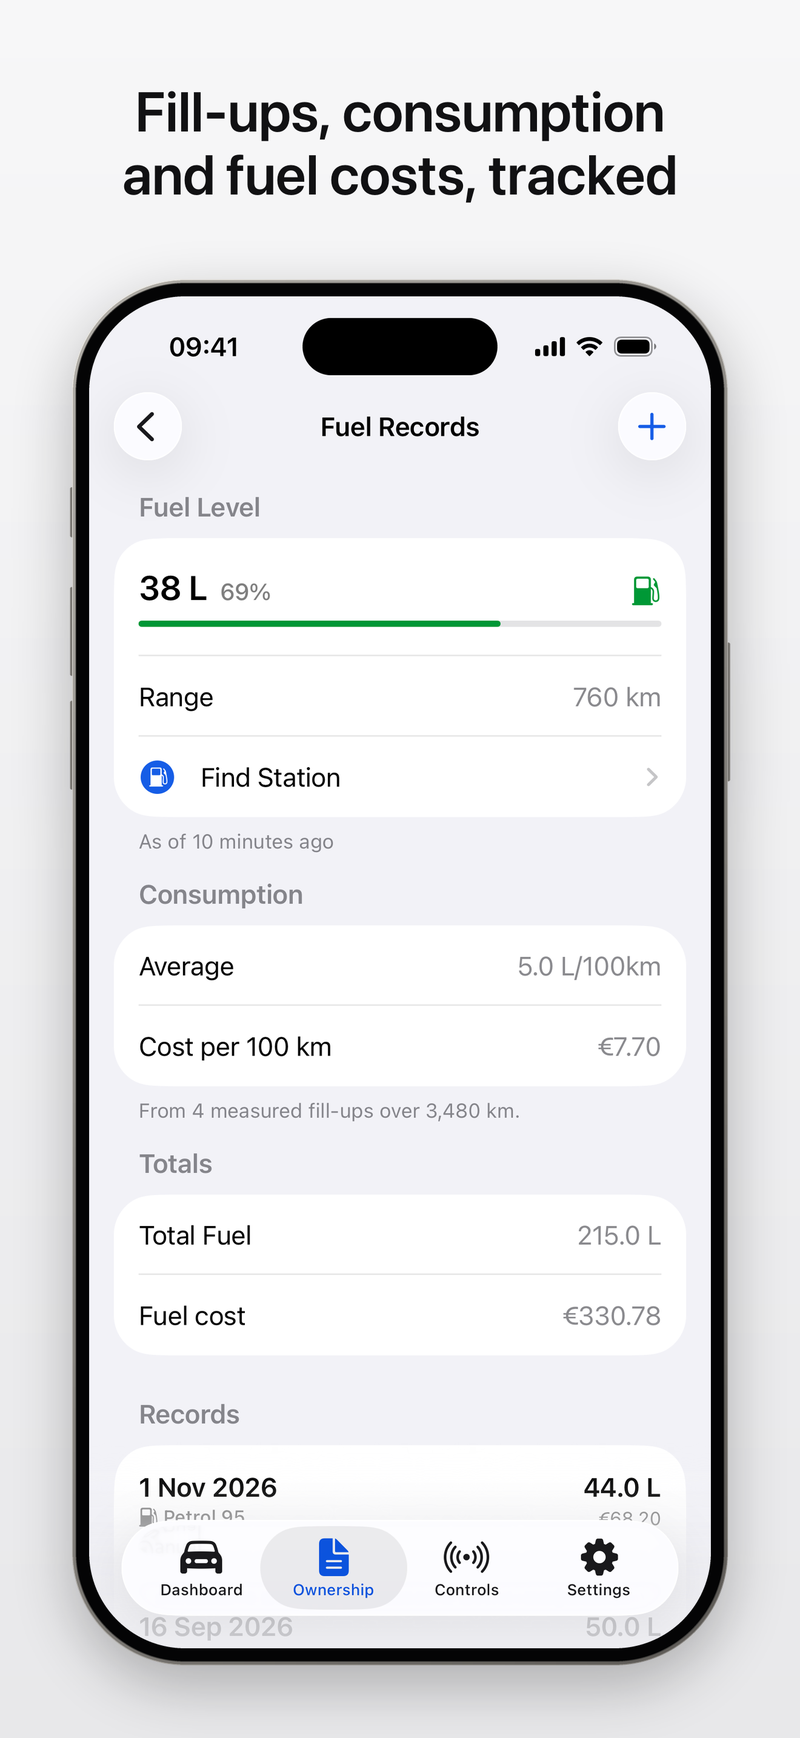 Fill-ups, consumption
and fuel costs, tracked
09:41
Fuel Records
Fuel Level
38 L 69%
Range 760 km
Find Station
As of 10 minutes ago
Consumption
Average 5.0 L/100km
Cost per 100 km €7.70
From 4 measured fill-ups over 3,480 km.
Totals
Total Fuel 215.0 L
Fuel cost €330.78
Records
1 Nov 2026 44.0 L
Petrol 95 €68.20
Dashboard Ownership Controls Settings
16 Sep 2026 50.0 L